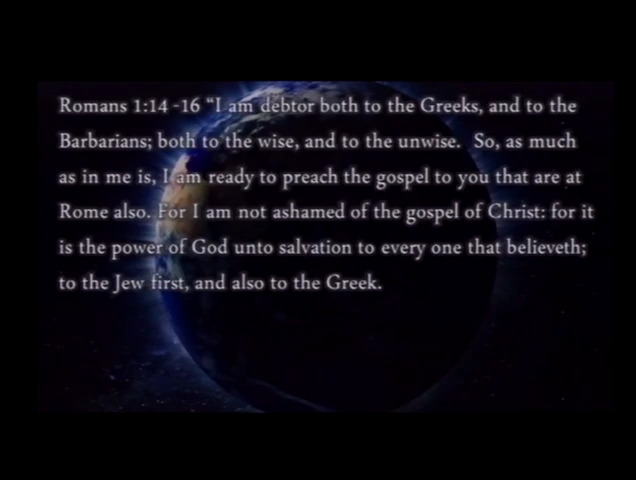 Romans 1:14 -16 “I am debtor both to the Greeks, and to the
Barbarians; both to the wise, and to the unwise.  So, as much
as in me is, I am ready to preach the gospel to you that are at
Rome also. For I am not ashamed of the gospel of Christ: for it
is the power of God unto salvation to every one that believeth;
to the Jew first, and also to the Greek.